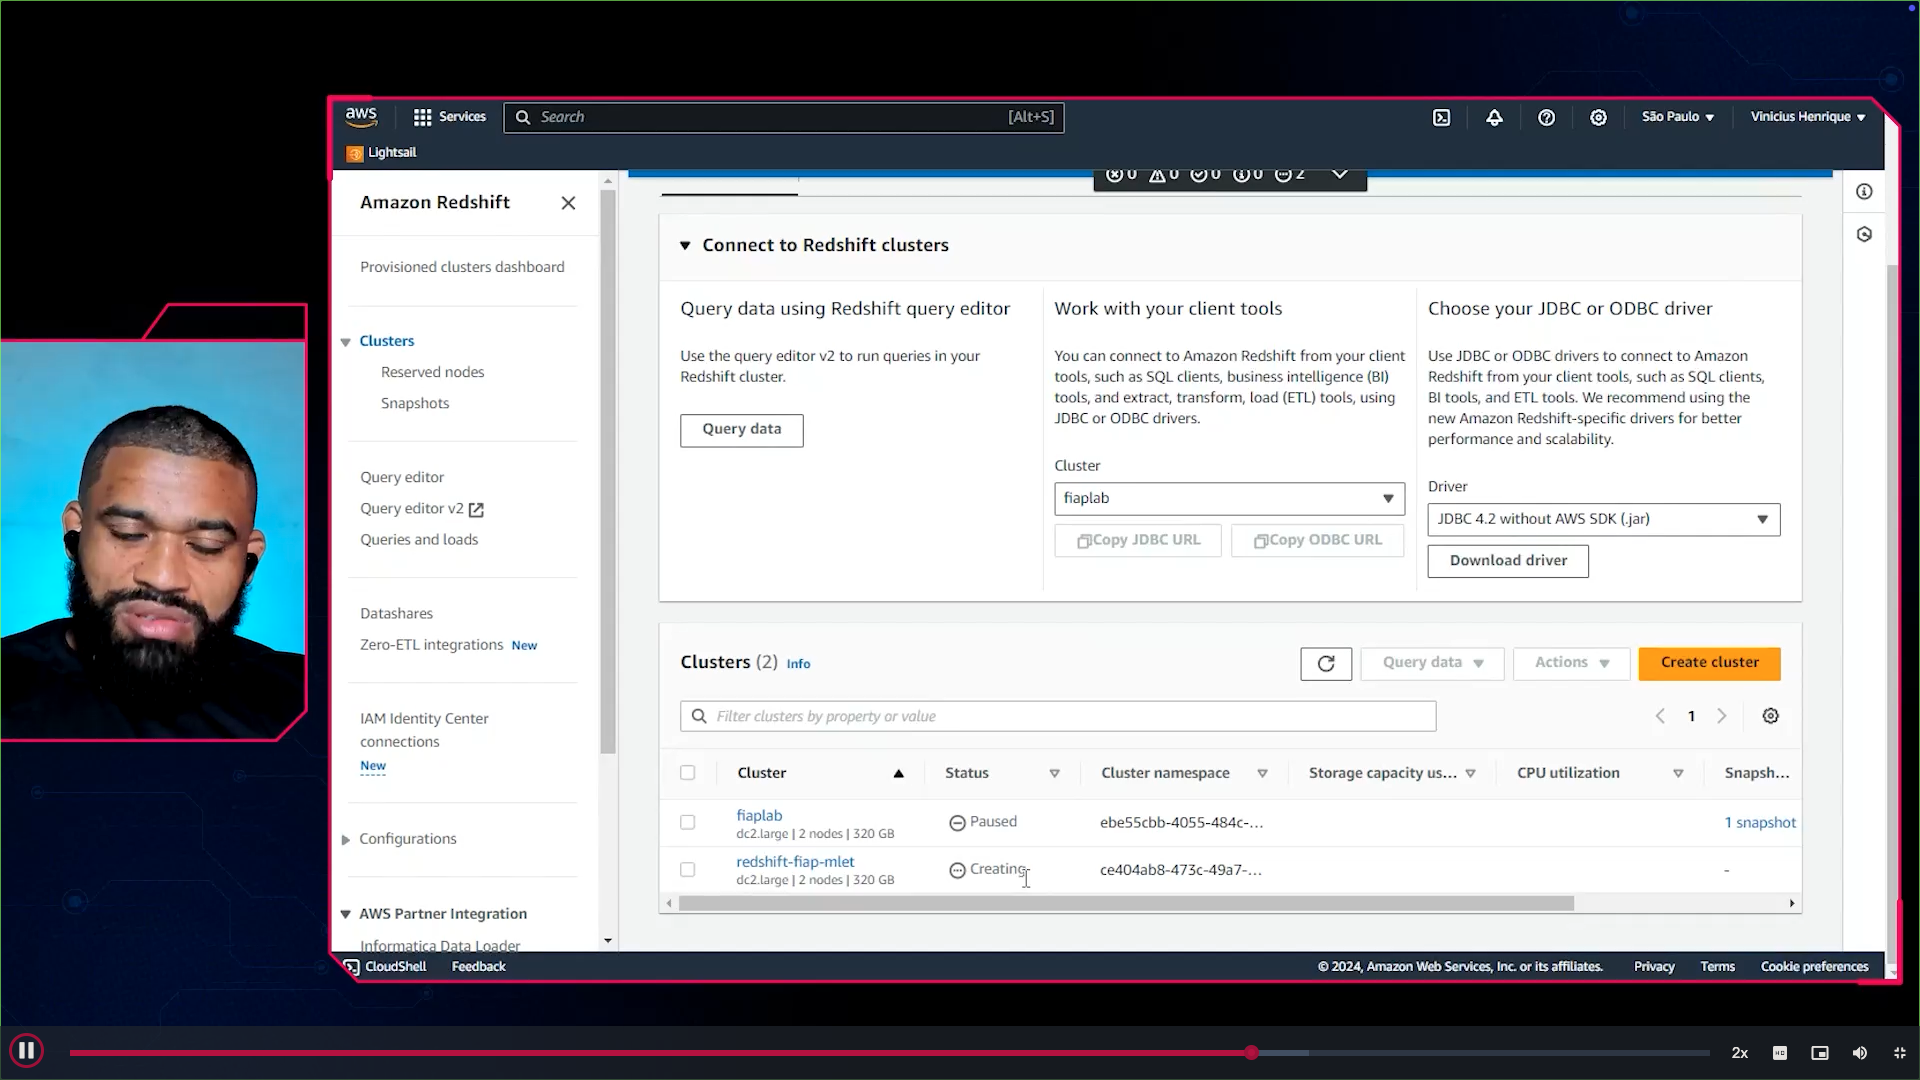 aws
Services
Search
[Alt+S]
São Paulo
Vinicius Henrique
Lightsail
Amazon Redshift
0 0 0 0 2
Provisioned clusters dashboard
Clusters
Reserved nodes
Snapshots
Query editor
Query editor v2
Queries and loads
Datashares
Zero-ETL integrations New
IAM Identity Center
connections
New
Configurations
AWS Partner Integration
Informatica Data Loader
Connect to Redshift clusters
Query data using Redshift query editor
Use the query editor v2 to run queries in your
Redshift cluster.
Query data
Work with your client tools
You can connect to Amazon Redshift from your client
tools, such as SQL clients, business intelligence (BI)
tools, and extract, transform, load (ETL) tools, using
JDBC or ODBC drivers.
Cluster
fiaplab
Copy JDBC URL
Copy ODBC URL
Choose your JDBC or ODBC driver
Use JDBC or ODBC drivers to connect to Amazon
Redshift from your client tools, such as SQL clients,
BI tools, and ETL tools. We recommend using the
new Amazon Redshift-specific drivers for better
performance and scalability.
Driver
JDBC 4.2 without AWS SDK (.jar)
Download driver
Clusters (2) Info
Query data
Actions
Create cluster
Filter clusters by property or value
1
Cluster Status Cluster namespace Storage capacity us... CPU utilization Snapsh...
fiaplab
dc2.large | 2 nodes | 320 GB
Paused
ebe55cbb-4055-484c-...
1 snapshot
redshift-fiap-mlet
dc2.large | 2 nodes | 320 GB
Creating
ce404ab8-473c-49a7-...
-
CloudShell Feedback
© 2024, Amazon Web Services, Inc. or its affiliates. Privacy Terms Cookie preferences
2x
HD